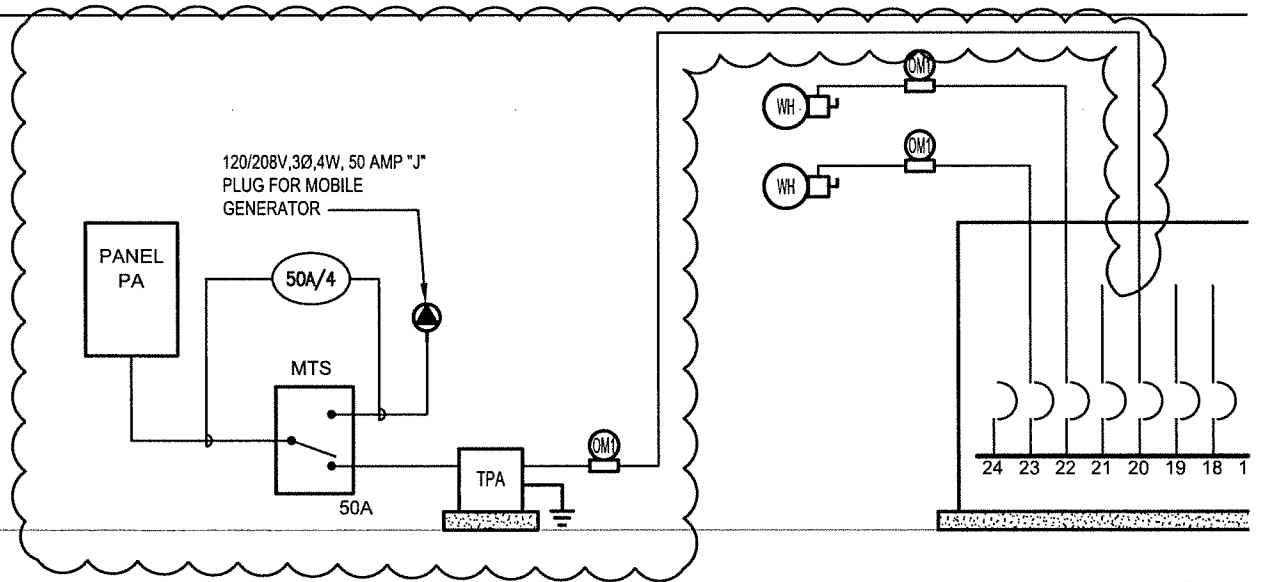 OM1
WH
OM1
WH
120/208V,3Ø,4W, 50 AMP "J"
PLUG FOR MOBILE
GENERATOR
PANEL
PA
50A/4
MTS
OM1
TPA
50A
24 23 22 21 20 19 18 1